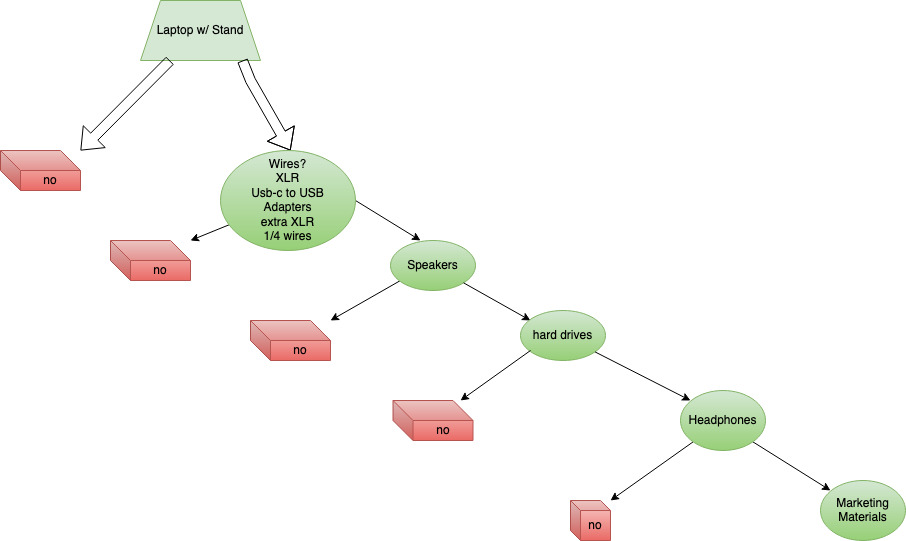 Laptop w/ Stand
no
Wires?
XLR
Usb-c to USB
Adapters
extra XLR
1/4 wires
no
Speakers
no
hard drives
no
Headphones
no
Marketing
Materials